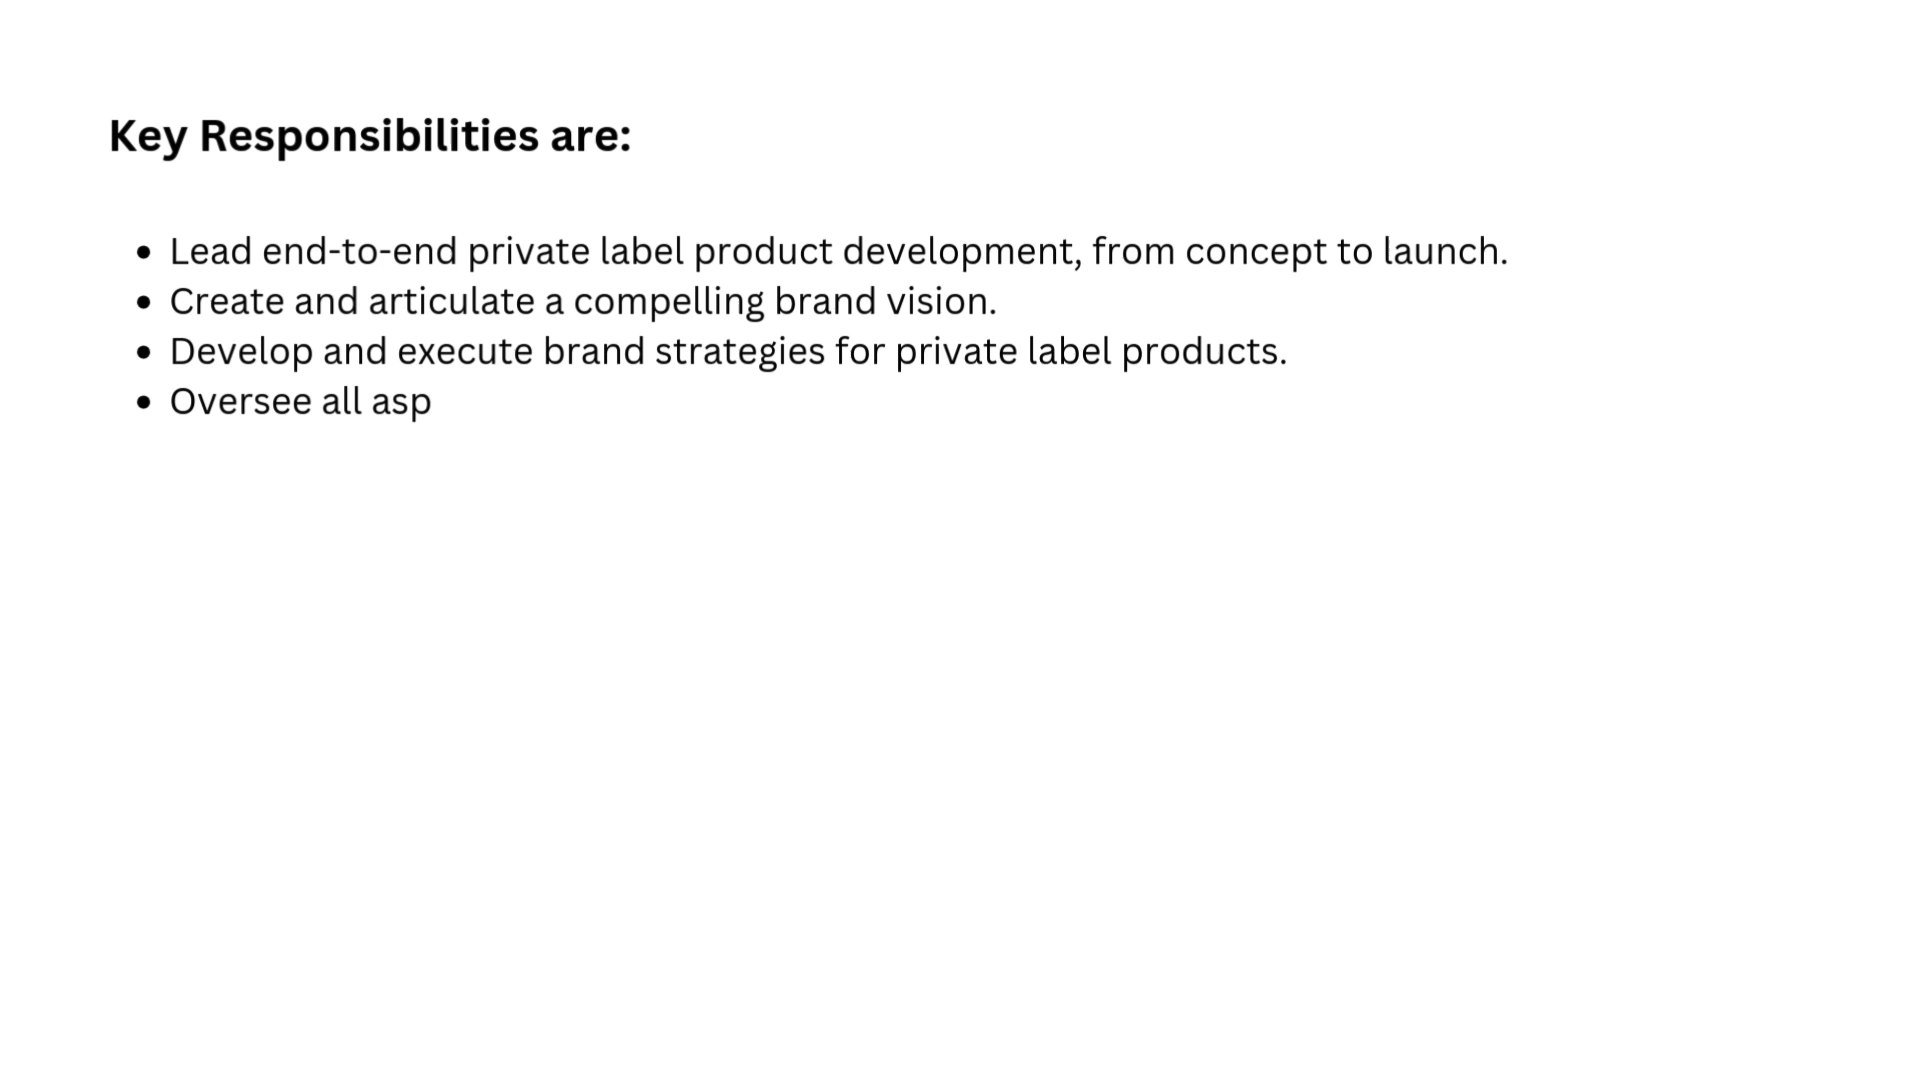 Key Responsibilities are:
• Lead end-to-end private label product development, from concept to launch.
• Create and articulate a compelling brand vision.
• Develop and execute brand strategies for private label products.
• Oversee all asp